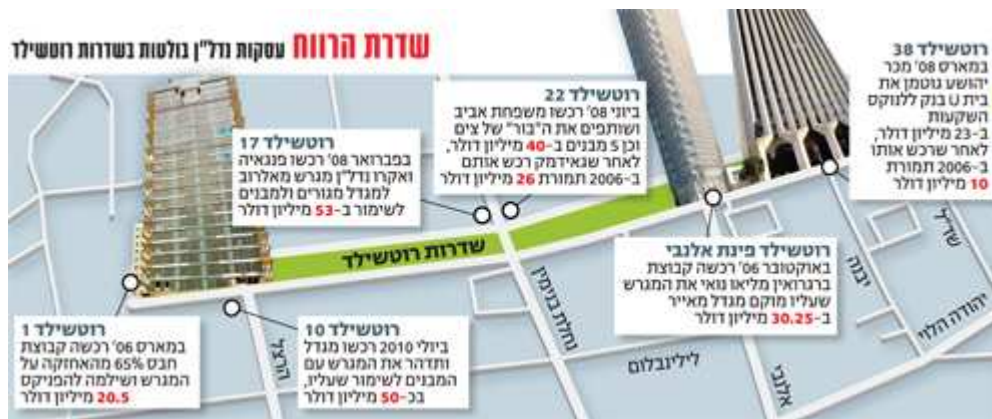 שדרת הרווח עסקות נדל"ן בולטות בשדרות רוטשילד
רוטשילד 38
במארס 08' מכר
יהושע גוטמן את
בית U בנק ללנוקס
השקעות
ב-23 מיליון דולר,
לאחר שרכש אותו
ב-2006 תמורת
10 מיליון דולר
רוטשילד 22
ביוני 08' רכשו משפחת אביב
ושותפים את ה"בור" של צים
וכן 5 מבנים ב-40 מיליון דולר,
לאחר שגאידמק רכש אותם
ב-2006 תמורת 26 מיליון דולר
רוטשילד 17
בפברואר 08' רכשו פנגאיה
ואקרו נדל"ן מגרש מאלרוב
למגדל מגורים ולמבנים
לשימור ב-53 מיליון דולר
שדרות רוטשילד
רוטשילד פינת אלנבי
באוקטובר 06' רכשה קבוצת
ברגרואין מליאו נואי את המגרש
שעליו מוקם מגדל מאייר
ב-30.25 מיליון דולר
רוטשילד 10
ביולי 2010 רכשו מגדל
ותדהר את המגרש עם
המבנים לשימור שעליו,
בכ-50 מיליון דולר
רוטשילד 1
במארס 06' רכשה קבוצת
חבס 65% מהאחזקה על
המגרש ושילמה להפניקס
20.5 מיליון דולר
שד"ל
יבנה
יהודה הלוי
אלנבי
לילינבלום
נחלת בנימין
הרצל